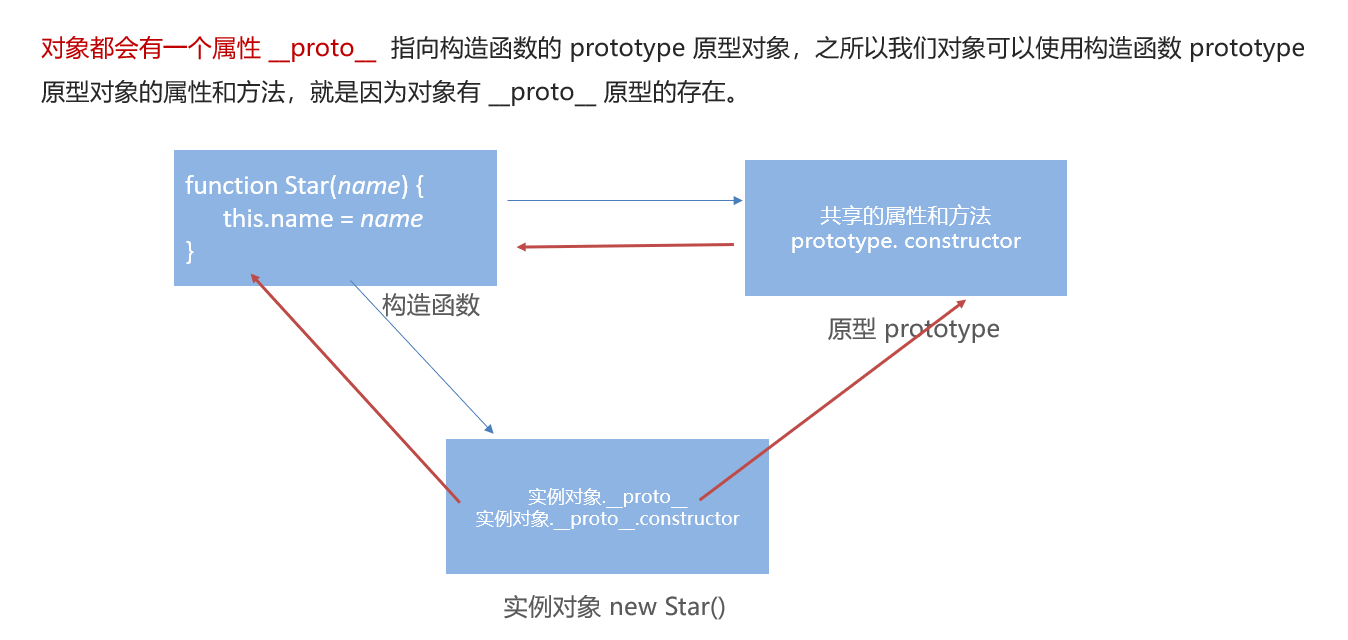 对象都会有一个属性 __proto__ 指向构造函数的 prototype 原型对象，之所以我们对象可以使用构造函数 prototype
原型对象的属性和方法，就是因为对象有 __proto__ 原型的存在。
function Star(name) {
this.name = name
}
构造函数
共享的属性和方法
prototype. constructor
原型 prototype
实例对象.__proto__
实例对象.__proto__.constructor
实例对象 new Star()